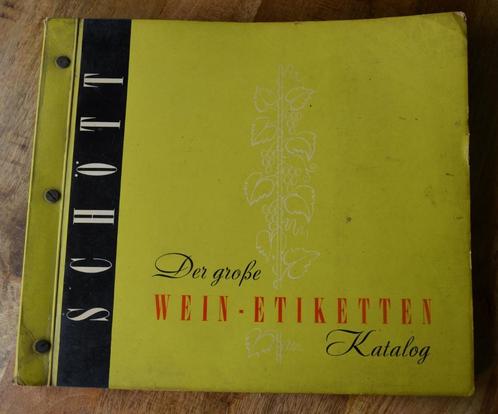 SCHÖTT
Der große
WEIN-ETIKETTEN
Katalog